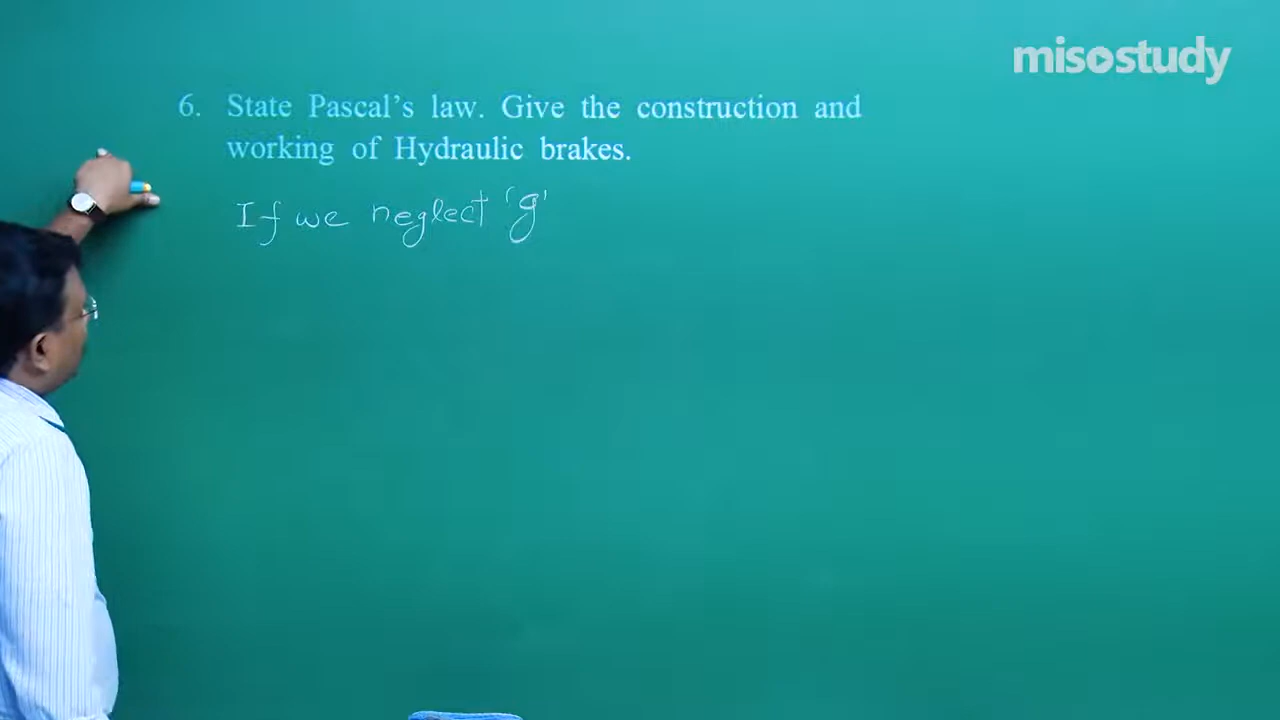 misostudy
6. State Pascal's law. Give the construction and
working of Hydraulic brakes.
If we neglect 'g'